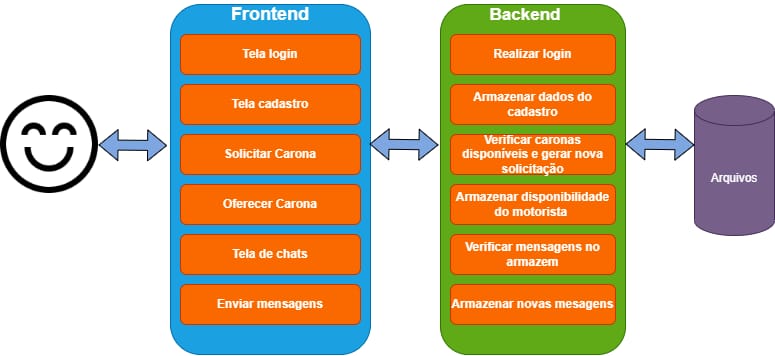 Frontend
Tela login
Tela cadastro
Solicitar Carona
Oferecer Carona
Tela de chats
Enviar mensagens
Backend
Realizar login
Armazenar dados do
cadastro
Verificar caronas
disponíveis e gerar nova
solicitação
Armazenar disponibilidade
do motorista
Verificar mensagens no
armazem
Armazenar novas mesagens
Arquivos